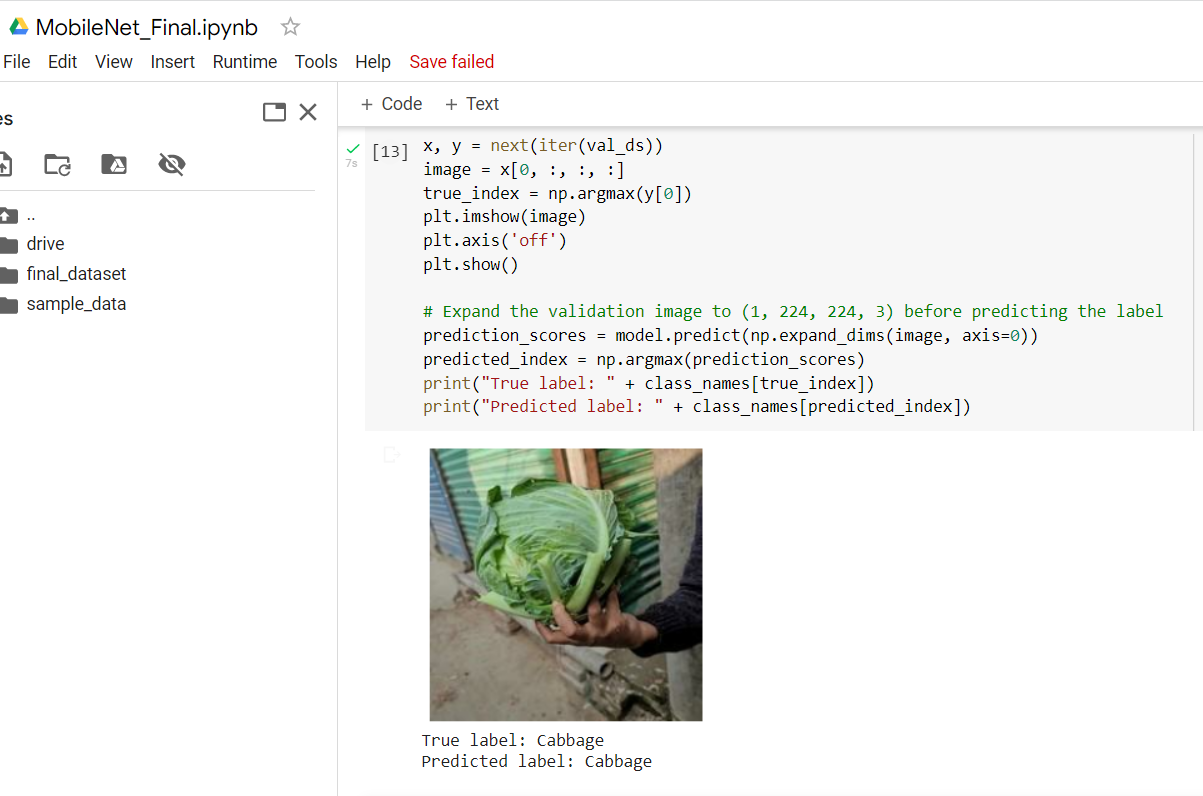 MobileNet_Final.ipynb
File Edit View Insert Runtime Tools Help Save failed
es
+ Code + Text
..
drive
final_dataset
sample_data
7s
[13]
x, y = next(iter(val_ds))
image = x[0, :, :, :]
true_index = np.argmax(y[0])
plt.imshow(image)
plt.axis('off')
plt.show()
# Expand the validation image to (1, 224, 224, 3) before predicting the label
prediction_scores = model.predict(np.expand_dims(image, axis=0))
predicted_index = np.argmax(prediction_scores)
print("True label: " + class_names[true_index])
print("Predicted label: " + class_names[predicted_index])
True label: Cabbage
Predicted label: Cabbage